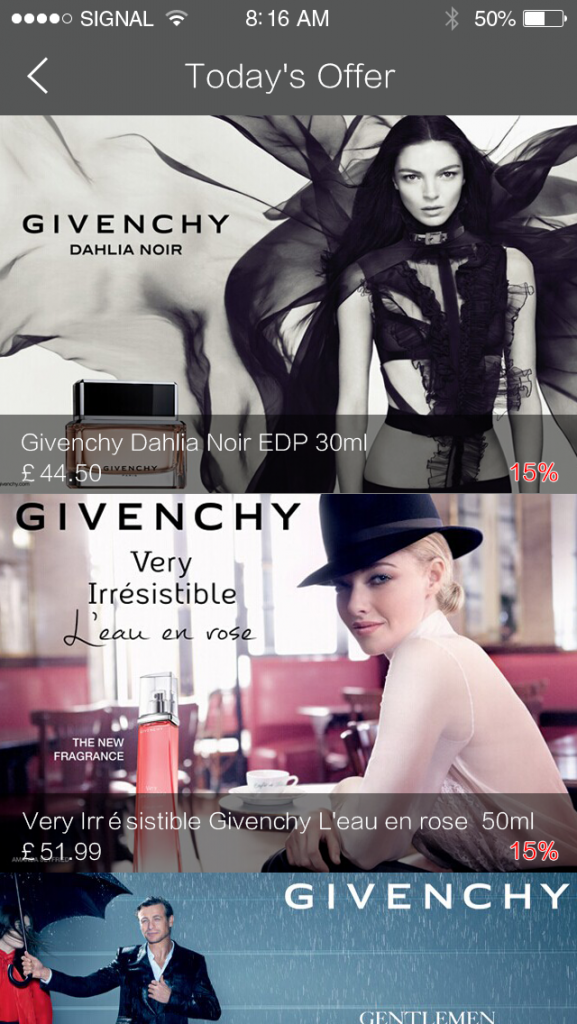 SIGNAL 8:16 AM 50%
Today's Offer
GIVENCHY
DAHLIA NOIR
GIVENCHY
Givenchy Dahlia Noir EDP 30ml
£ 44.50 15%
GIVENCHY
Very
Irrésistible
L'eau en rose
THE NEW
FRAGRANCE
Very Irrésistible Givenchy L'eau en rose 50ml
£ 51.99 15%
GIVENCHY
GENTLEMEN